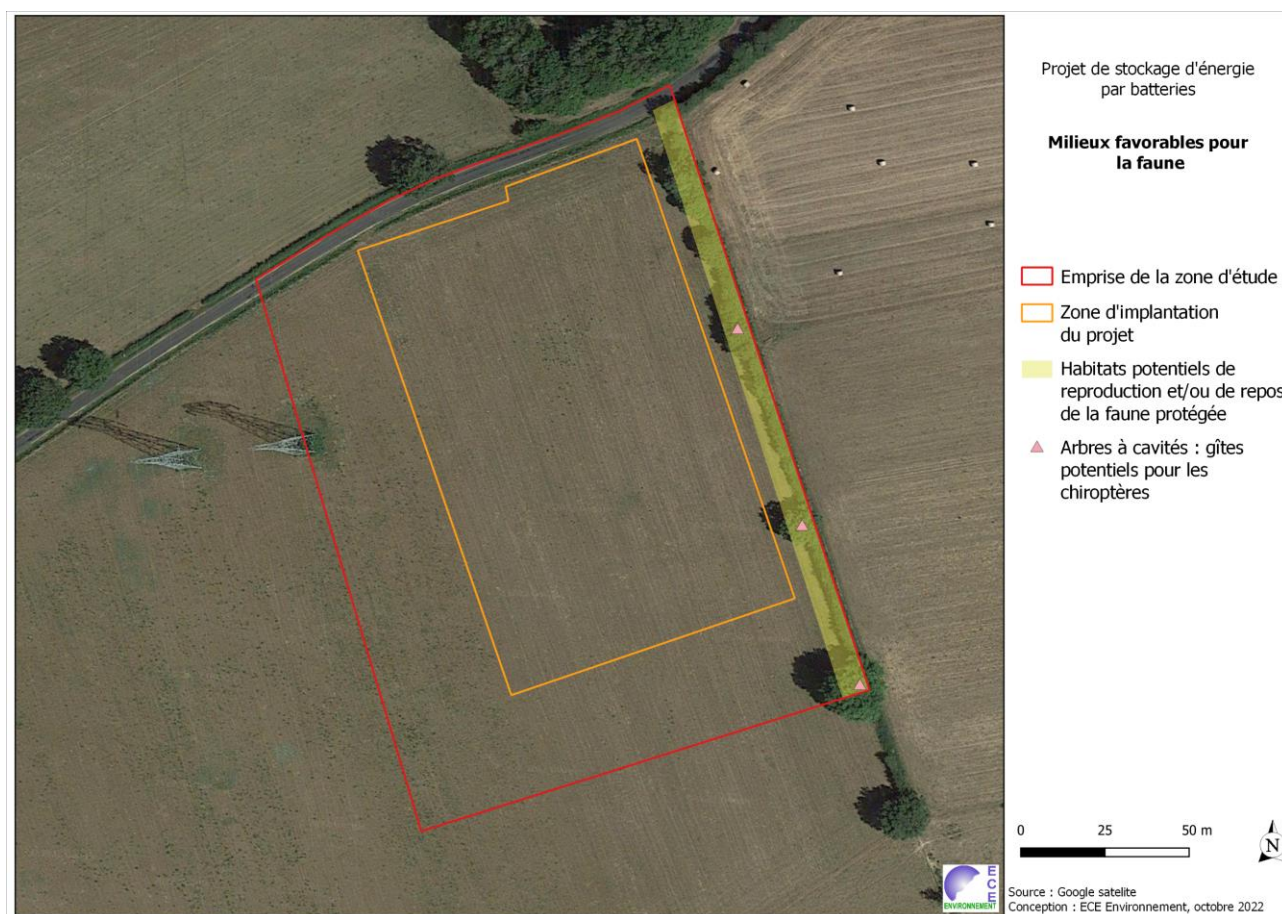 Projet de stockage d'énergie
par batteries
Milieux favorables pour
la faune
Emprise de la zone d'étude
Zone d'implantation
du projet
Habitats potentiels de
reproduction et/ou de repos
de la faune protégée
Arbres à cavités : gîtes
potentiels pour les
chiroptères
0 25 50 m
N
E
C
E
ENVIRONNEMENT
Source : Google satelite
Conception : ECE Environnement, octobre 2022